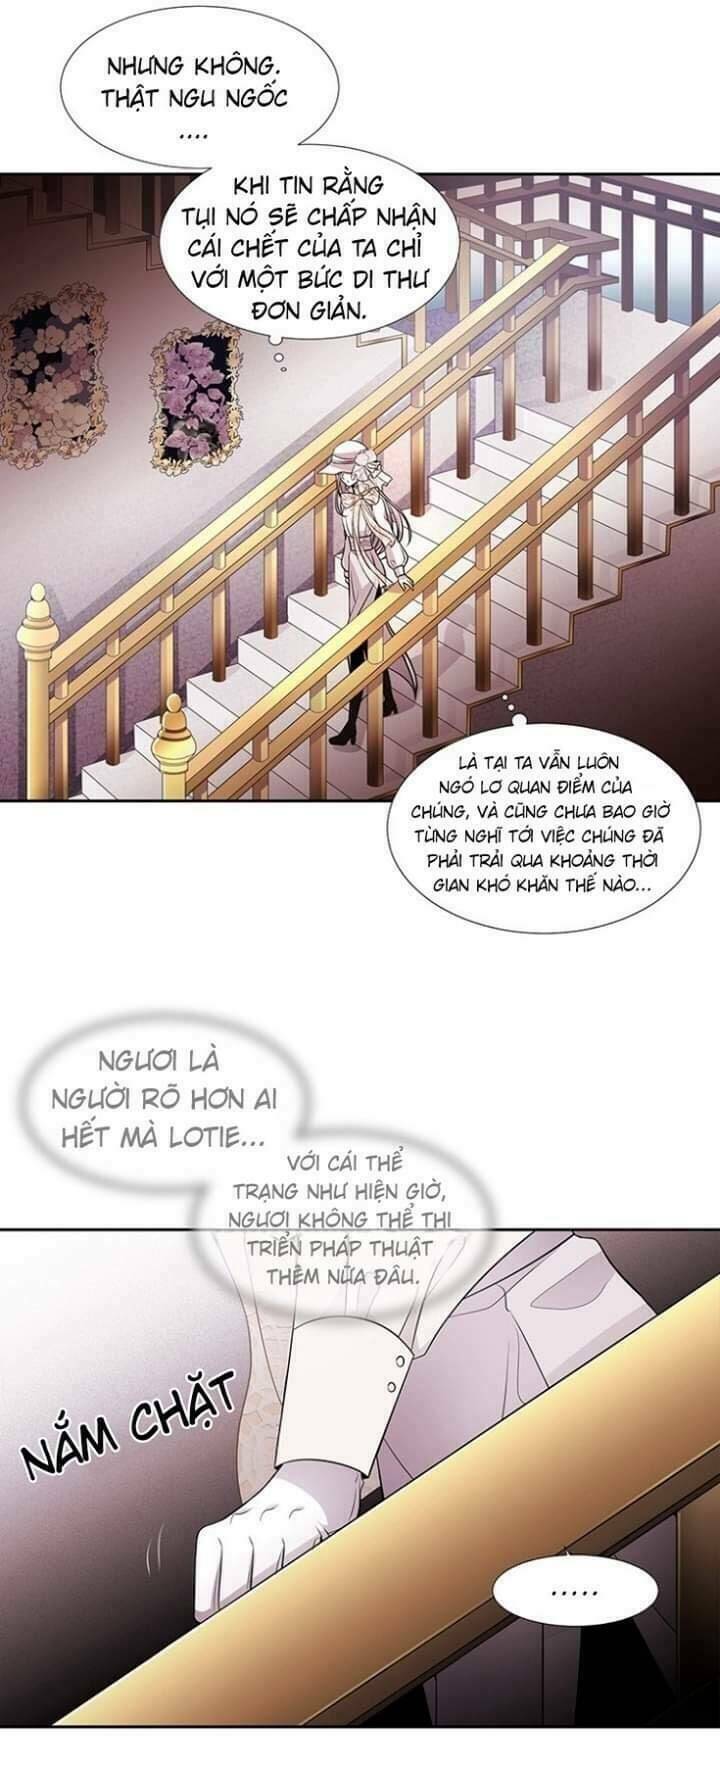 NHƯNG KHÔNG.
THẬT NGU NGỐC
....
KHI TIN RẰNG
TỤI NÓ SẼ CHẤP NHẬN
CÁI CHẾT CỦA TA CHỈ
VỚI MỘT BỨC DI THƯ
ĐƠN GIẢN.
LÀ TẠI TA VẪN LUÔN
NGÓ LƠ QUAN ĐIỂM CỦA
CHÚNG, VÀ CŨNG CHƯA BAO GIỜ
TỪNG NGHĨ TỚI VIỆC CHÚNG ĐÃ
PHẢI TRẢI QUA KHOẢNG THỜI
GIAN KHÓ KHĂN THẾ NÀO...
NGƯƠI LÀ
NGƯỜI RÕ HƠN AI
HẾT MÀ LOTIE...
VỚI CÁI THỂ
TRẠNG NHƯ HIỆN GIỜ,
NGƯƠI KHÔNG THỂ THI
TRIỂN PHÁP THUẬT
THÊM NỮA ĐÂU.
NẮM CHẶT
.....